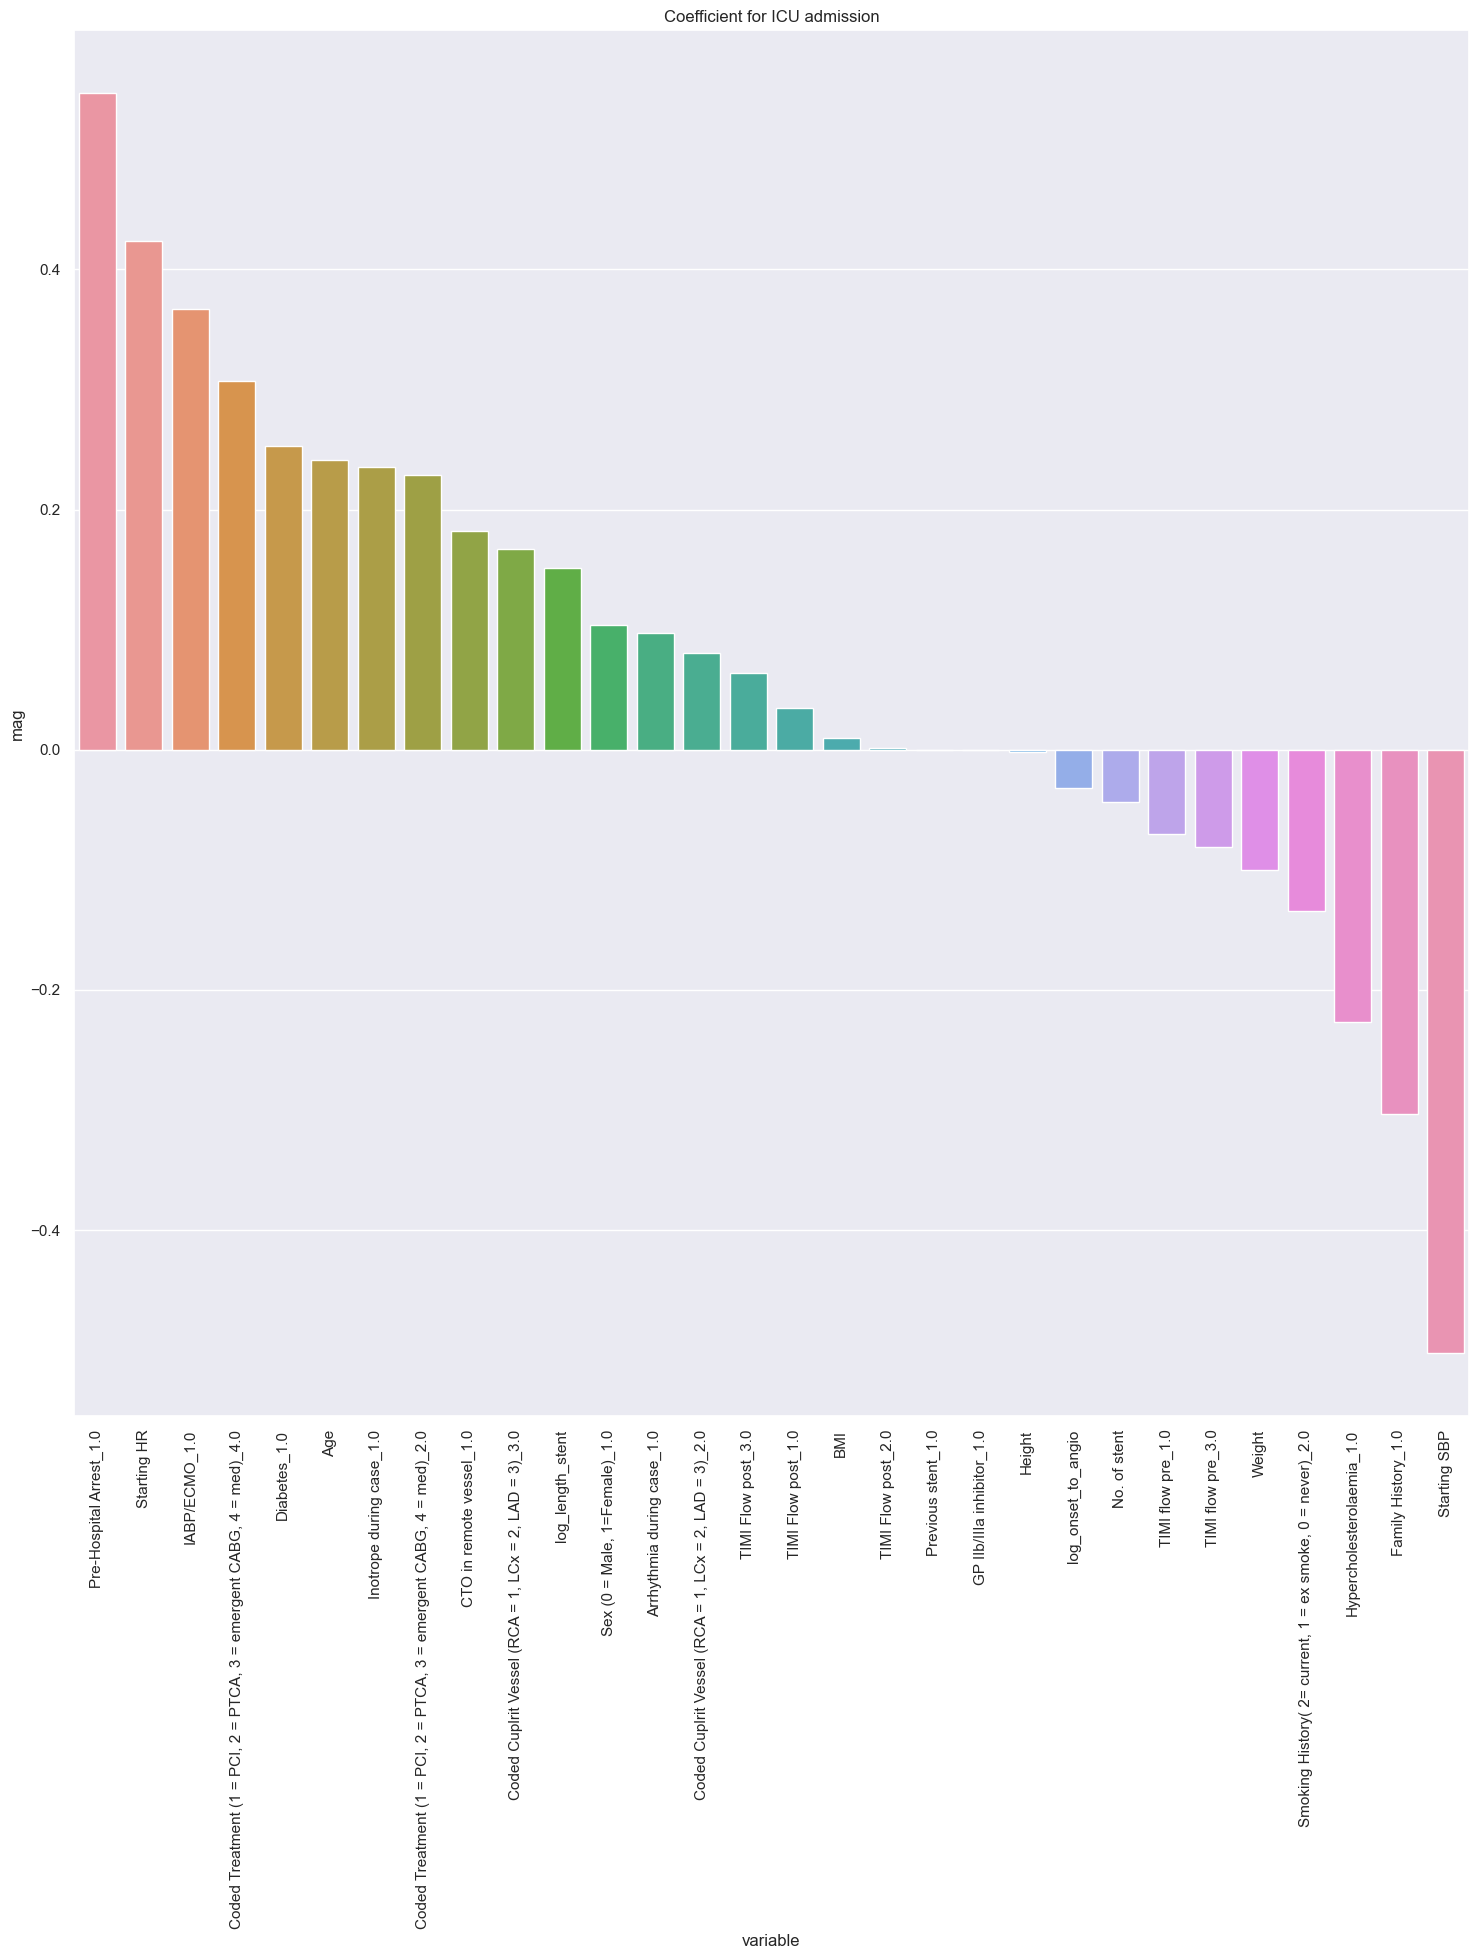 Coefficient for ICU admission
mag
0.4
0.2
0.0
−0.2
−0.4
Pre-Hospital Arrest_1.0
Starting HR
IABP/ECMO_1.0
Coded Treatment (1 = PCI, 2 = PTCA, 3 = emergent CABG, 4 = med)_4.0
Diabetes_1.0
Age
Inotrope during case_1.0
Coded Treatment (1 = PCI, 2 = PTCA, 3 = emergent CABG, 4 = med)_2.0
CTO in remote vessel_1.0
Coded Cuplrit Vessel (RCA = 1, LCx = 2, LAD = 3)_3.0
log_length_stent
Sex (0 = Male, 1=Female)_1.0
Arrhythmia during case_1.0
Coded Cuplrit Vessel (RCA = 1, LCx = 2, LAD = 3)_2.0
TIMI Flow post_3.0
TIMI Flow post_1.0
BMI
TIMI Flow post_2.0
Previous stent_1.0
GP IIb/IIIa inhibitor_1.0
Height
log_onset_to_angio
No. of stent
TIMI flow pre_1.0
TIMI flow pre_3.0
Weight
Smoking History( 2= current, 1 = ex smoke, 0 = never)_2.0
Hypercholesterolaemia_1.0
Family History_1.0
Starting SBP
variable